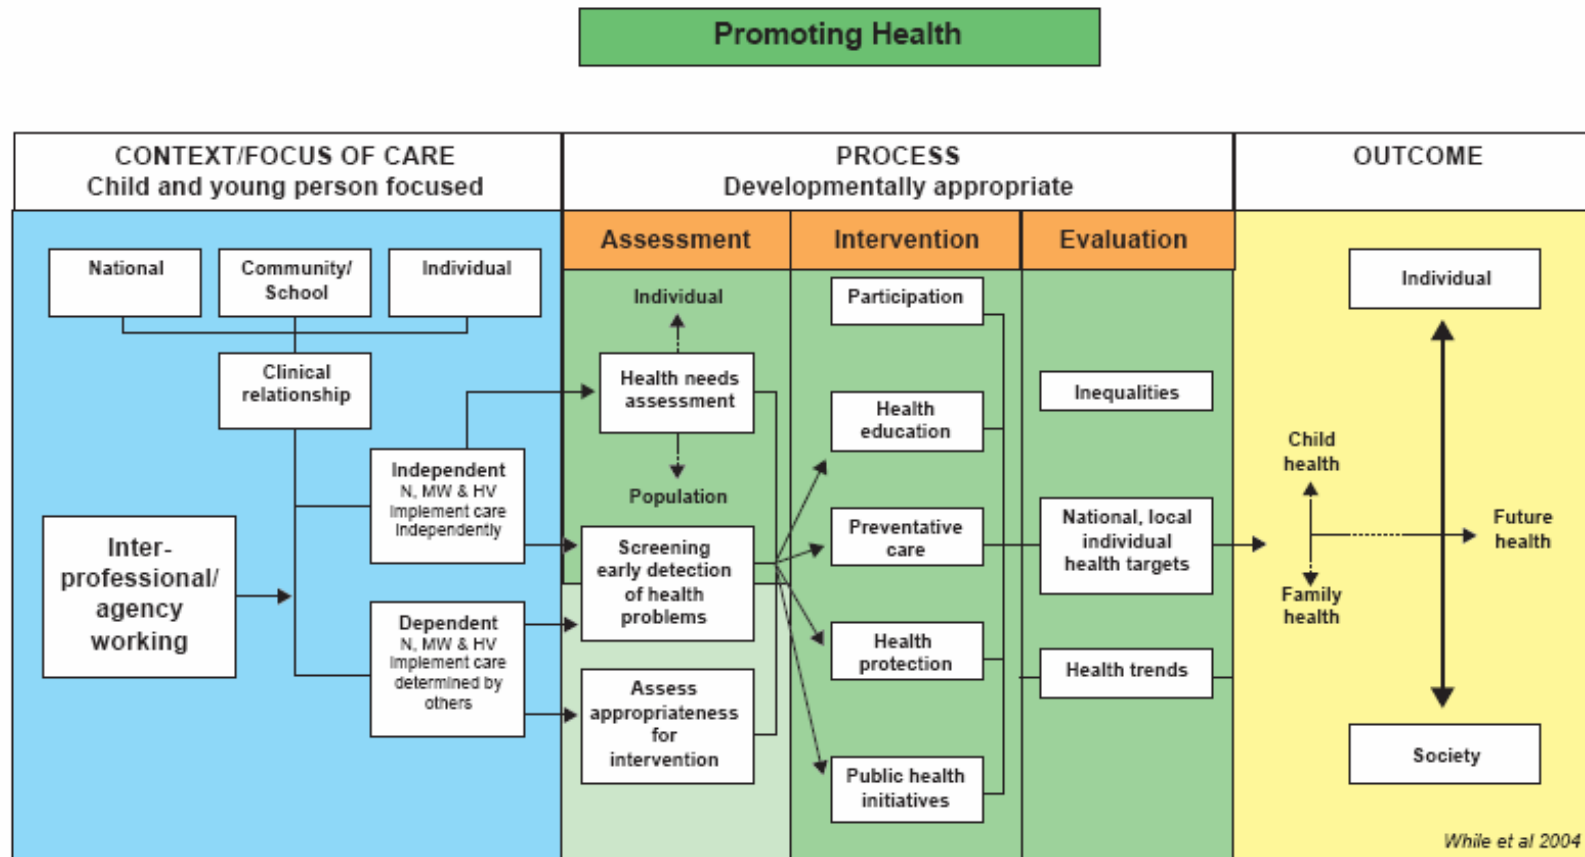 Promoting Health
CONTEXT/FOCUS OF CARE
Child and young person focused
PROCESS
Developmentally appropriate
OUTCOME
Assessment
Intervention
Evaluation
National
Community/
School
Individual
Clinical
relationship
Inter-
professional/
agency
working
Independent
N, MW & HV
Implement care
Independently
Dependent
N, MW & HV
Implement care
determined by
others
Individual
Health needs
assessment
Population
Screening
early detection
of health
problems
Assess
appropriateness
for
intervention
Participation
Health
education
Preventative
care
Health
protection
Public health
initiatives
Inequalities
National, local
individual
health targets
Health trends
Individual
Child
health
Family
health
Future
health
Society
While et al 2004